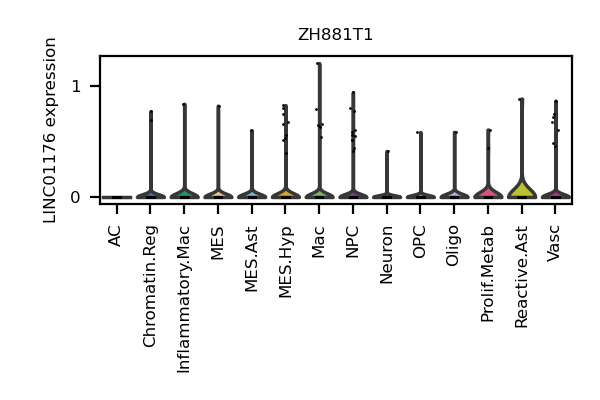 ZH881T1
LINC01176 expression
1
0
AC
Chromatin.Reg
Inflammatory.Mac
MES
MES.Ast
MES.Hyp
Mac
NPC
Neuron
OPC
Oligo
Prolif.Metab
Reactive.Ast
Vasc